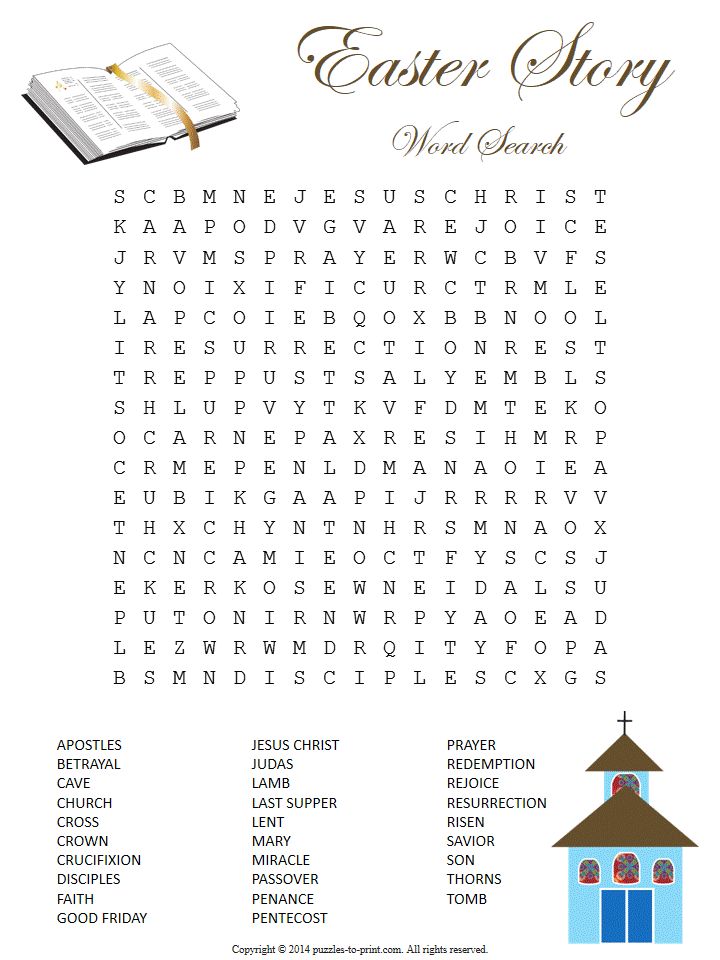 Easter Story
Word Search
S C B M N E J E S U S C H R I S T
K A A P O D V G V A R E J O I C E
J R V M S P R A Y E R W C B V F S
Y N O I X I F I C U R C T R M L E
L A P C O I E B Q O X B B N O O L
I R E S U R R E C T I O N R E S T
T R E P P U S T S A L Y E M B L S
S H L U P V Y T K V F D M T E K O
O C A R N E P A X R E S I H M R P
C R M E P E N L D M A N A O I E A
E U B I K G A A P I J R R R R V V
T H X C H Y N T N H R S M N A O X
N C N C A M I E O C T F Y S C S J
E K E R K O S E W N E I D A L S U
P U T O N I R N W R P Y A O E A D
L E Z W R W M D R Q I T Y F O P A
B S M N D I S C I P L E S C X G S
APOSTLES JESUS CHRIST PRAYER
BETRAYAL JUDAS REDEMPTION
CAVE LAMB REJOICE
CHURCH LAST SUPPER RESURRECTION
CROSS LENT RISEN
CROWN MARY SAVIOR
CRUCIFIXION MIRACLE SON
DISCIPLES PASSOVER THORNS
FAITH PENANCE TOMB
GOOD FRIDAY PENTECOST
Copyright © 2014 puzzles-to-print.com. All rights reserved.